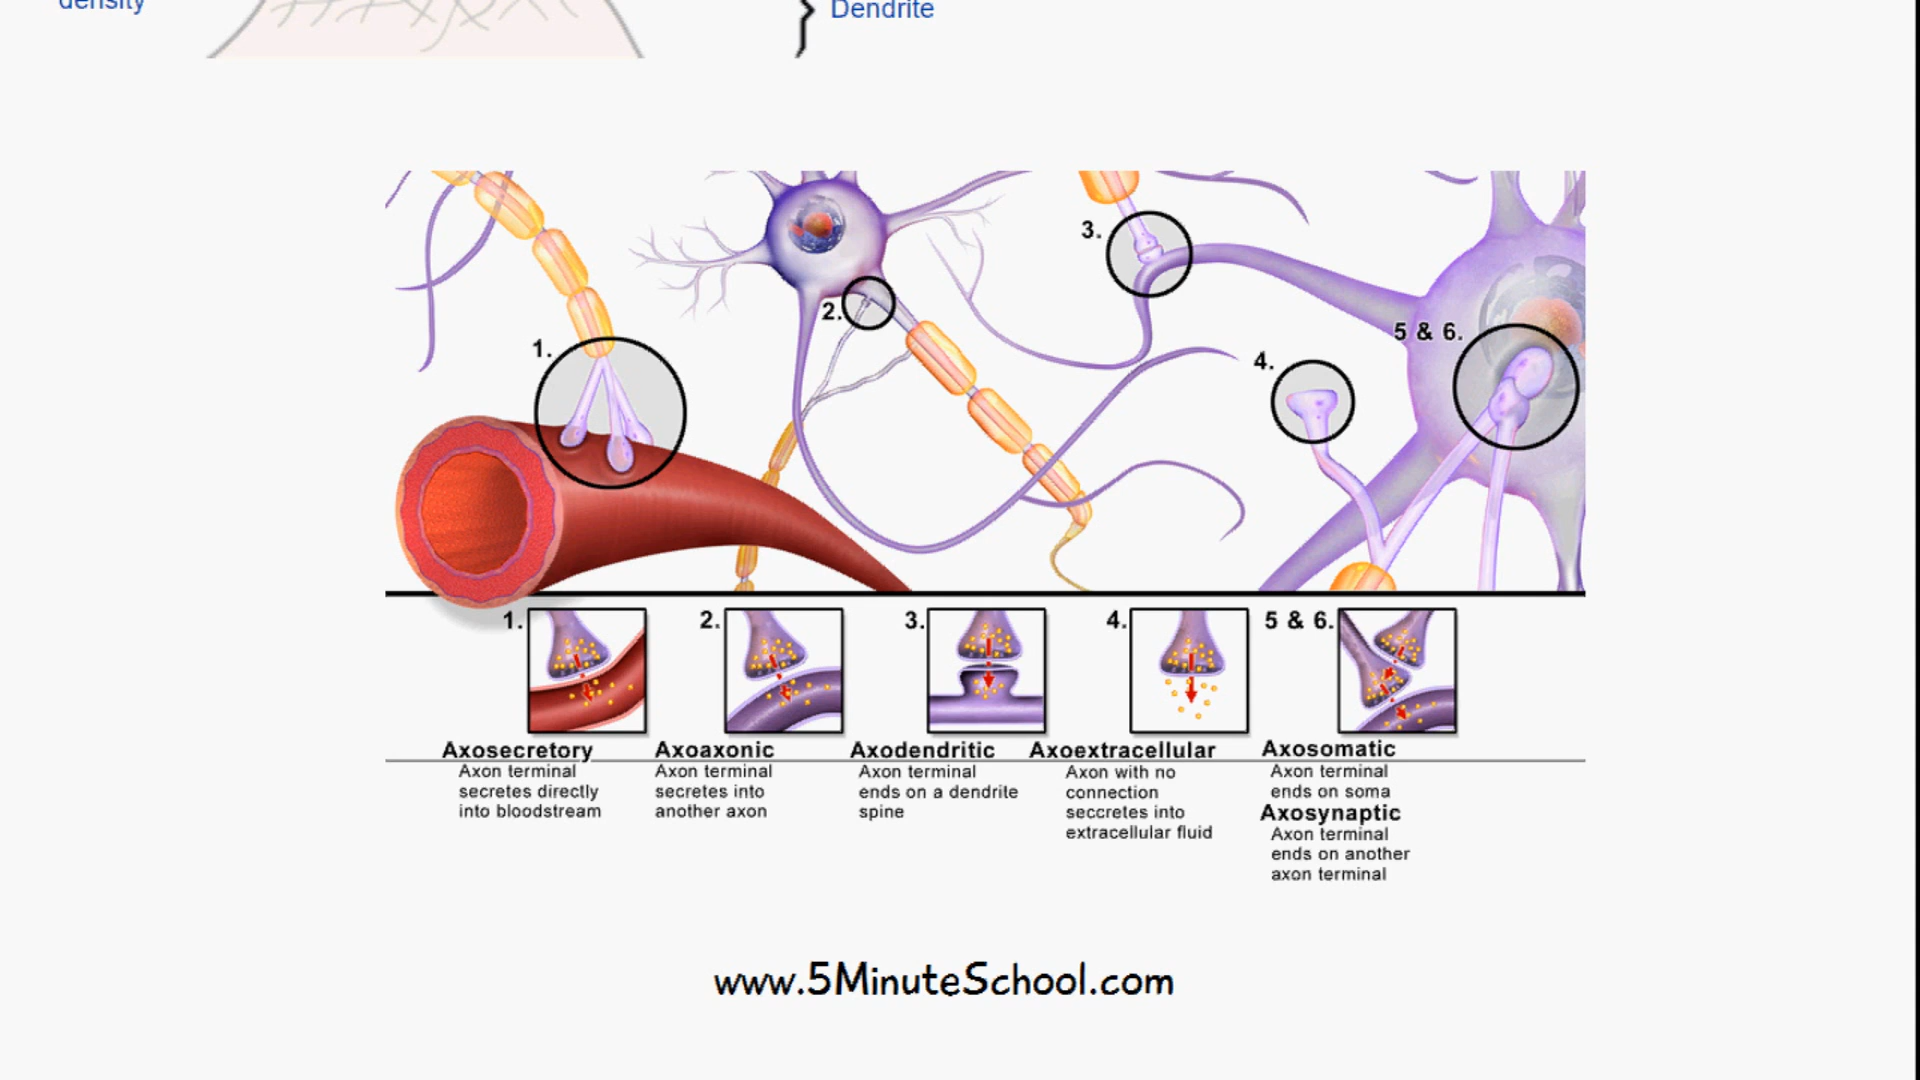 density
Dendrite
1.
2.
3.
4.
5 & 6.
1.
2.
3.
4.
5 & 6.
Axosecretory
Axon terminal
secretes directly
into bloodstream
Axoaxonic
Axon terminal
secretes into
another axon
Axodendritic
Axon terminal
ends on a dendrite
spine
Axoextracellular
Axon with no
connection
seccretes into
extracellular fluid
Axosomatic
Axon terminal
ends on soma
Axosynaptic
Axon terminal
ends on another
axon terminal
www.5MinuteSchool.com